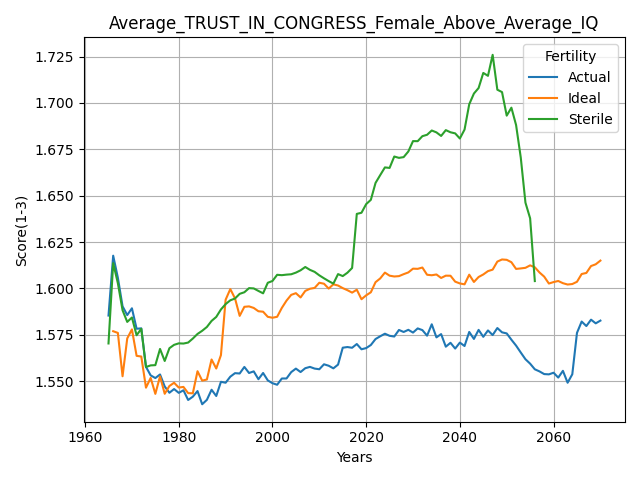 Average_TRUST_IN_CONGRESS_Female_Above_Average_IQ
Score(1-3)
1.725
1.700
1.675
1.650
1.625
1.600
1.575
1.550
Fertility
Actual
Ideal
Sterile
1960
1980
2000
2020
2040
2060
Years